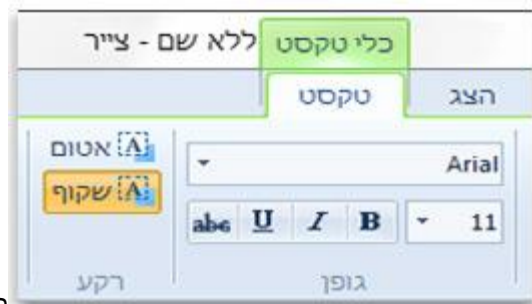 כלי טקסט
ללא שם - צייר
הצג
טקסט
Arial
11
B I U abc
גופן
אטום
שקוף
רקע